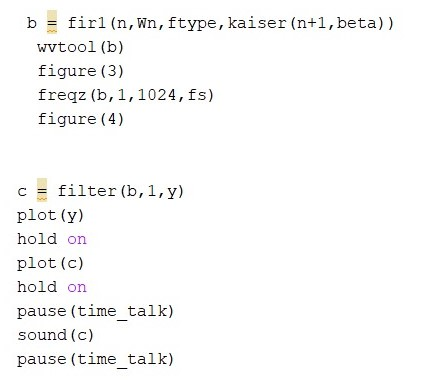 b = fir1(n,Wn,ftype,kaiser(n+1,beta))
wvtool(b)
figure(3)
freqz(b,1,1024,fs)
figure(4)
c = filter(b,1,y)
plot(y)
hold on
plot(c)
hold on
pause(time_talk)
sound(c)
pause(time_talk)